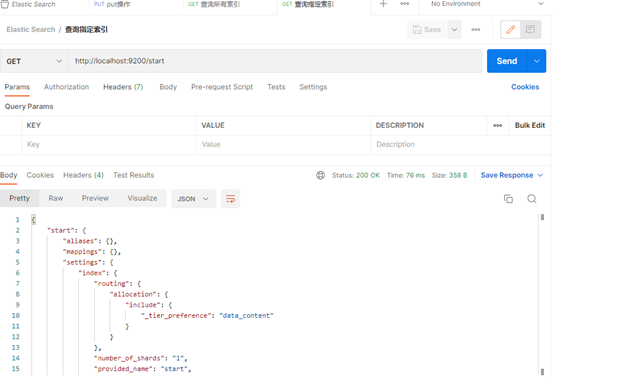 Elastic Search PUT put操作 GET 查询所有索引 GET 查询指定索引 + ••• No Environment
Elastic Search / 查询指定索引 Save •••
GET http://localhost:9200/start Send
Params Authorization Headers (7) Body Pre-request Script Tests Settings Cookies
Query Params
KEY VALUE DESCRIPTION ••• Bulk Edit
Key Value Description
Body Cookies Headers (4) Test Results Status: 200 OK Time: 76 ms Size: 358 B Save Response
Pretty Raw Preview Visualize JSON
1 {
2 "start": {
3 "aliases": {},
4 "mappings": {},
5 "settings": {
6 "index": {
7 "routing": {
8 "allocation": {
9 "include": {
10 "_tier_preference": "data_content"
11 }
12 }
13 },
14 "number_of_shards": "1",
15 "provided_name": "start",